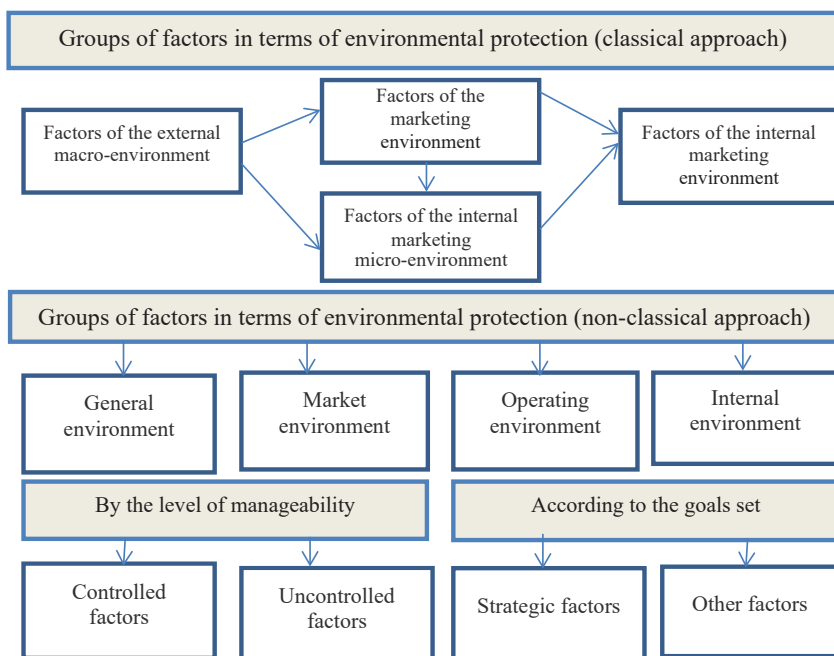 Groups of factors in terms of environmental protection (classical approach)
Factors of the external
macro-environment
Factors of the
marketing
environment
Factors of the internal
marketing
environment
Factors of the internal
marketing
micro-environment
Groups of factors in terms of environmental protection (non-classical approach)
General
environment
Market
environment
Operating
environment
Internal
environment
By the level of manageability
According to the goals set
Controlled
factors
Uncontrolled
factors
Strategic factors
Other factors